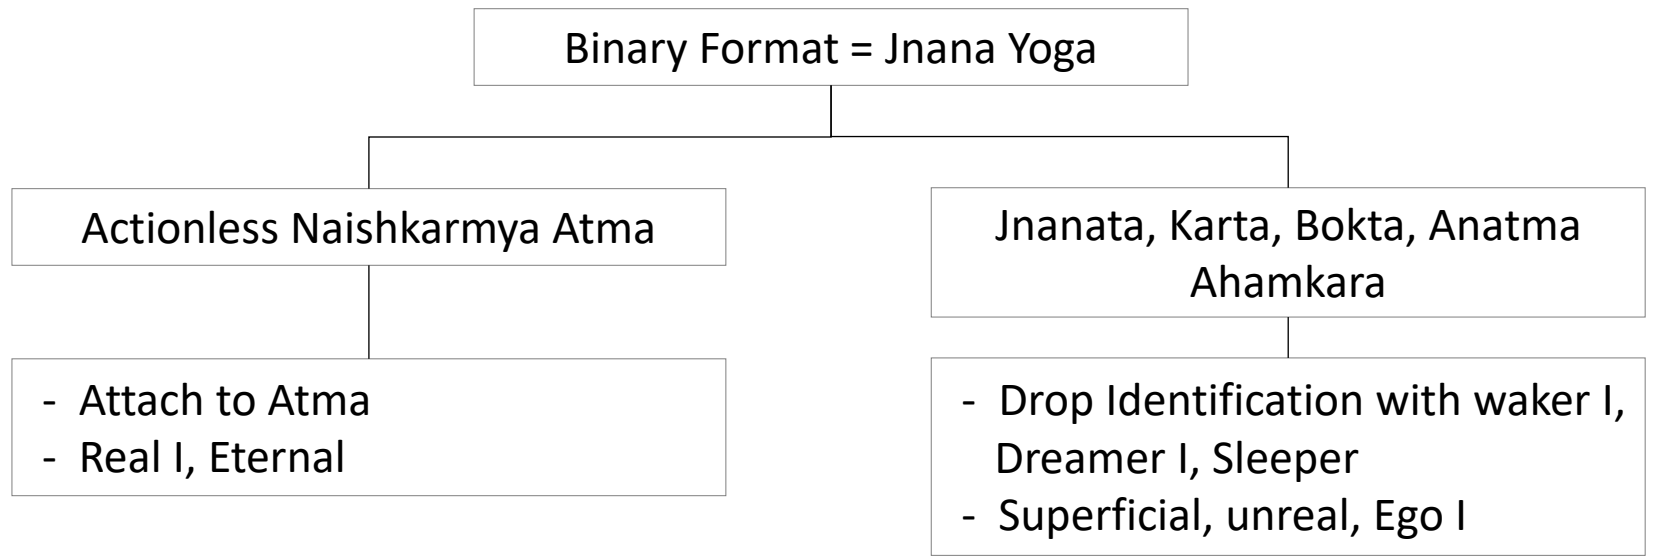 Binary Format = Jnana Yoga
Actionless Naishkarmya Atma
Jnanata, Karta, Bokta, Anatma
Ahamkara
- Attach to Atma
- Real I, Eternal
- Drop Identification with waker I,
Dreamer I, Sleeper
- Superficial, unreal, Ego I